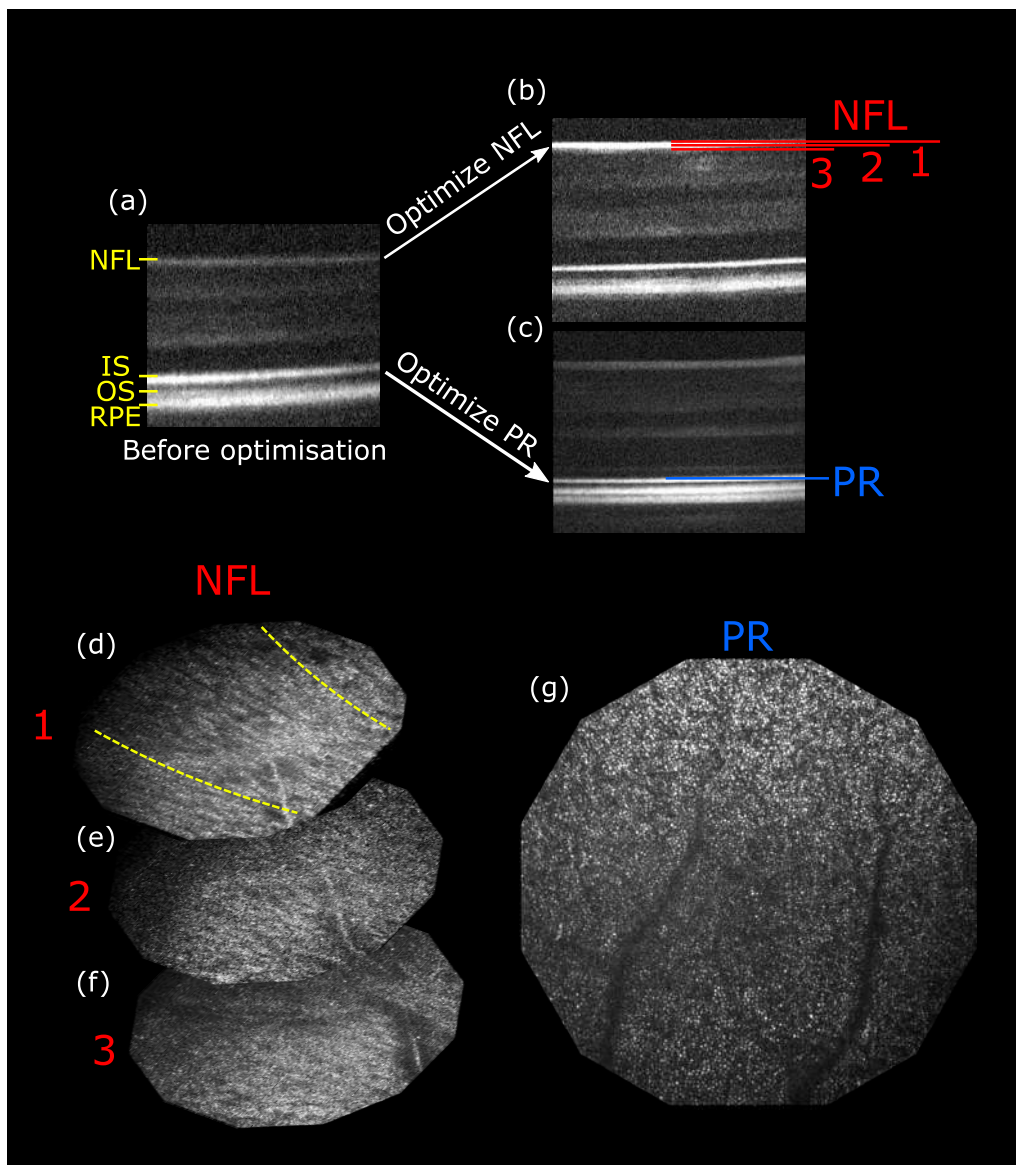 (a)
NFL
IS
OS
RPE
Before optimisation
Optimize NFL
Optimize PR
(b)
NFL
1
2
3
(c)
PR
NFL
(d)
1
(e)
2
(f)
3
PR
(g)